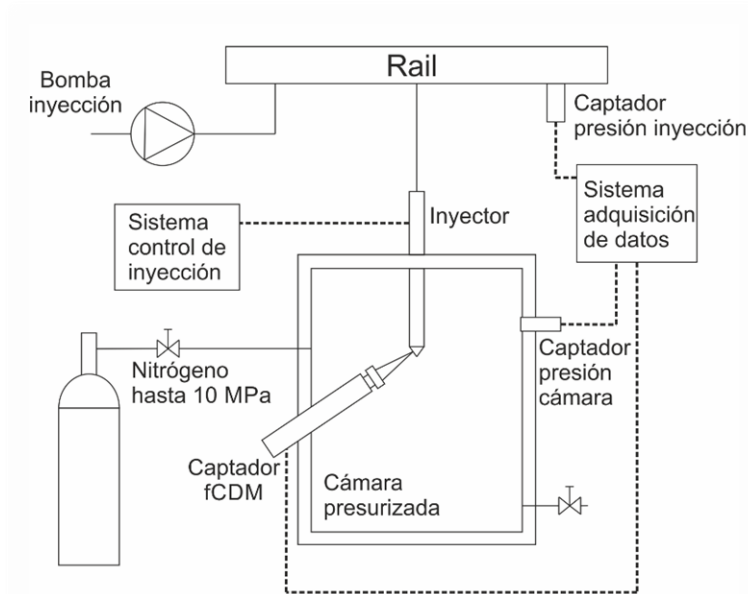 Rail
Bomba
inyección
Captador
presión inyección
Sistema
control de
inyección
Inyector
Sistema
adquisición
de datos
Nitrógeno
hasta 10 MPa
Captador
presión
cámara
Captador
fCDM
Cámara
presurizada